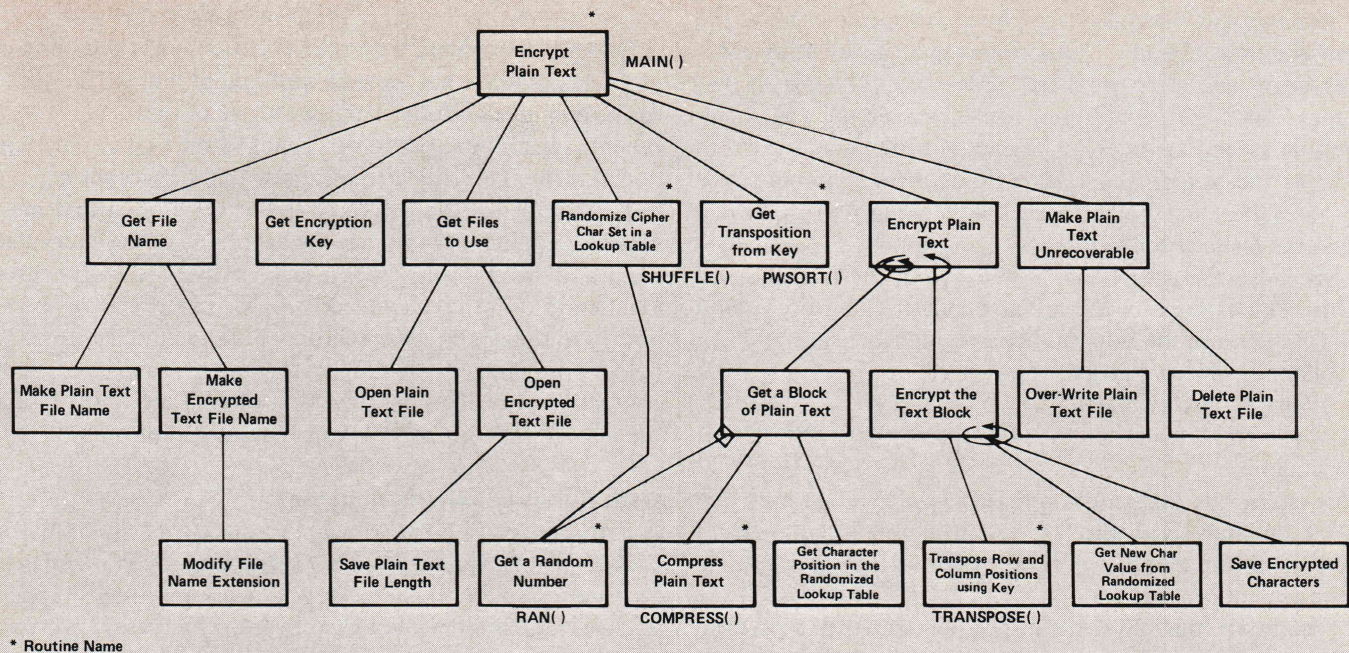 *
Encrypt
Plain Text
MAIN( )
Get File
Name
Get Encryption
Key
Get Files
to Use
*
Randomize Cipher
Char Set in a
Lookup Table
SHUFFLE( )
*
Get
Transposition
from Key
PWSORT( )
Encrypt Plain
Text
Make Plain
Text
Unrecoverable
Make Plain Text
File Name
Make
Encrypted
Text File Name
Open Plain
Text File
Open
Encrypted
Text File
Get a Block
of Plain Text
Encrypt the
Text Block
Over-Write Plain
Text File
Delete Plain
Text File
Modify File
Name Extension
Save Plain Text
File Length
*
Get a Random
Number
RAN( )
*
Compress
Plain Text
COMPRESS( )
Get Character
Position in the
Randomized
Lookup Table
*
Transpose Row and
Column Positions
using Key
TRANSPOSE( )
Get New Char
Value from
Randomized
Lookup Table
Save Encrypted
Characters
* Routine Name